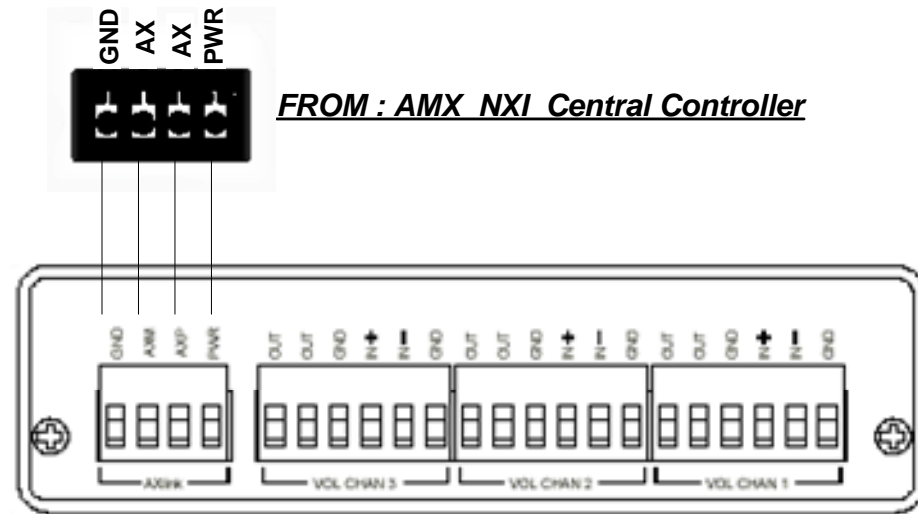 GND AX AX PWR
FROM : AMX NXI Central Controller
GND AXM AXP PWR OUT OUT GND IN+ IN- GND OUT OUT GND IN+ IN- GND OUT OUT GND IN+ IN- GND
AXlink VOL CHAN 3 VOL CHAN 2 VOL CHAN 1